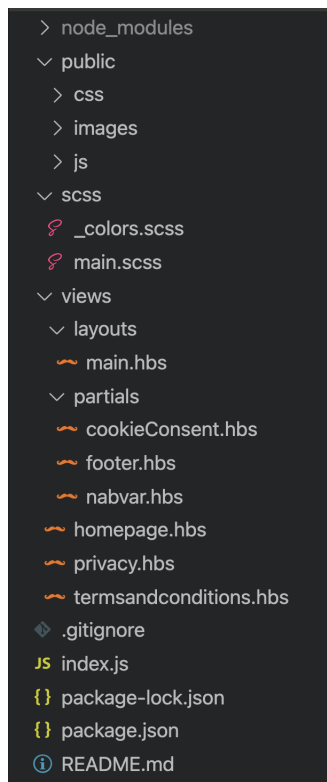 node_modules
public
css
images
js
scss
_colors.scss
main.scss
views
layouts
main.hbs
partials
cookieConsent.hbs
footer.hbs
nabvar.hbs
homepage.hbs
privacy.hbs
termsandconditions.hbs
.gitignore
JS index.js
{ } package-lock.json
{ } package.json
README.md